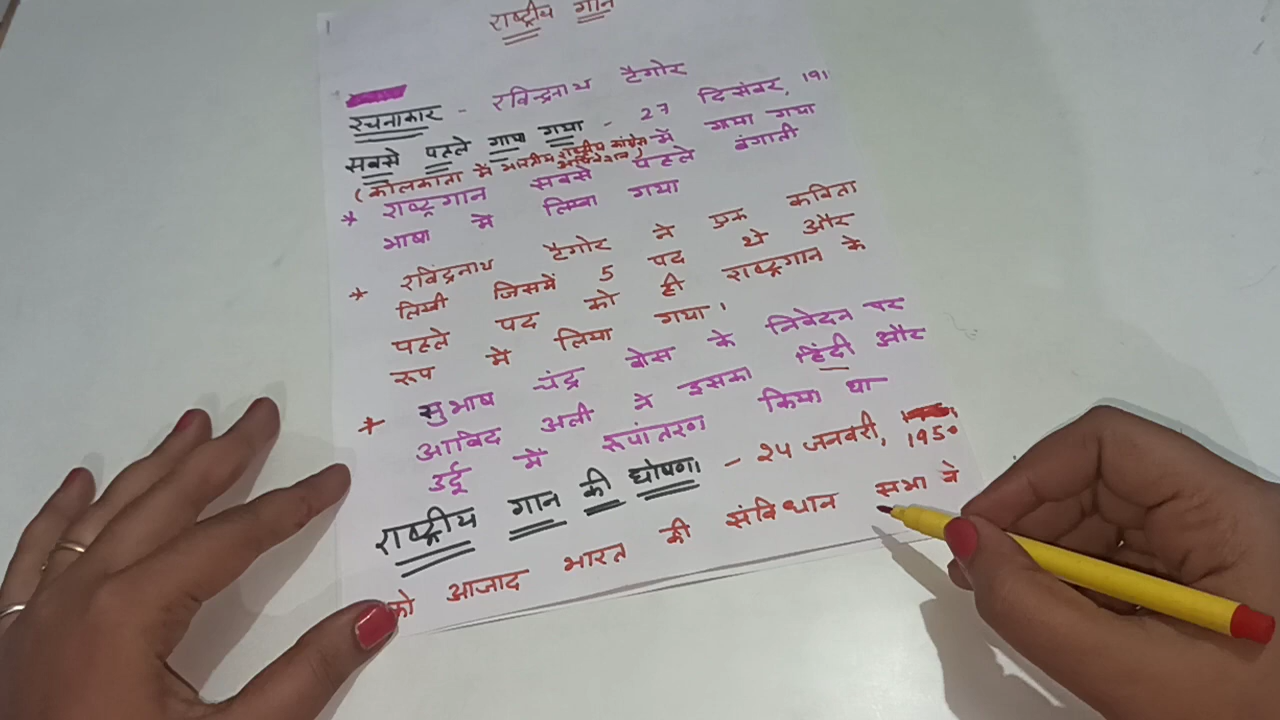 राष्ट्रीय गान
रचनाकार - रविन्द्रनाथ टैगोर
सबसे पहले गाया गया - 27 दिसंबर, 191
(कोलकाता में भारतीय राष्ट्रीय कांग्रेस अधिवेशन) में गाया गया
* राष्ट्रगान सबसे पहले बंगाली
भाषा में लिखा गया
* रविंद्रनाथ टैगोर ने एक कविता
लिखी जिसमें 5 पद थे और
पहले पद को ही राष्ट्रगान के
रूप में लिया गया।
* सुभाष चंद्र बोस के निवेदन पर
आबिद अली ने इसका हिंदी और
उर्दू में रूपांतरण किया था
राष्ट्रीय गान की घोषणा - 24 जनवरी, 1950
को आजाद भारत की संविधान सभा ने